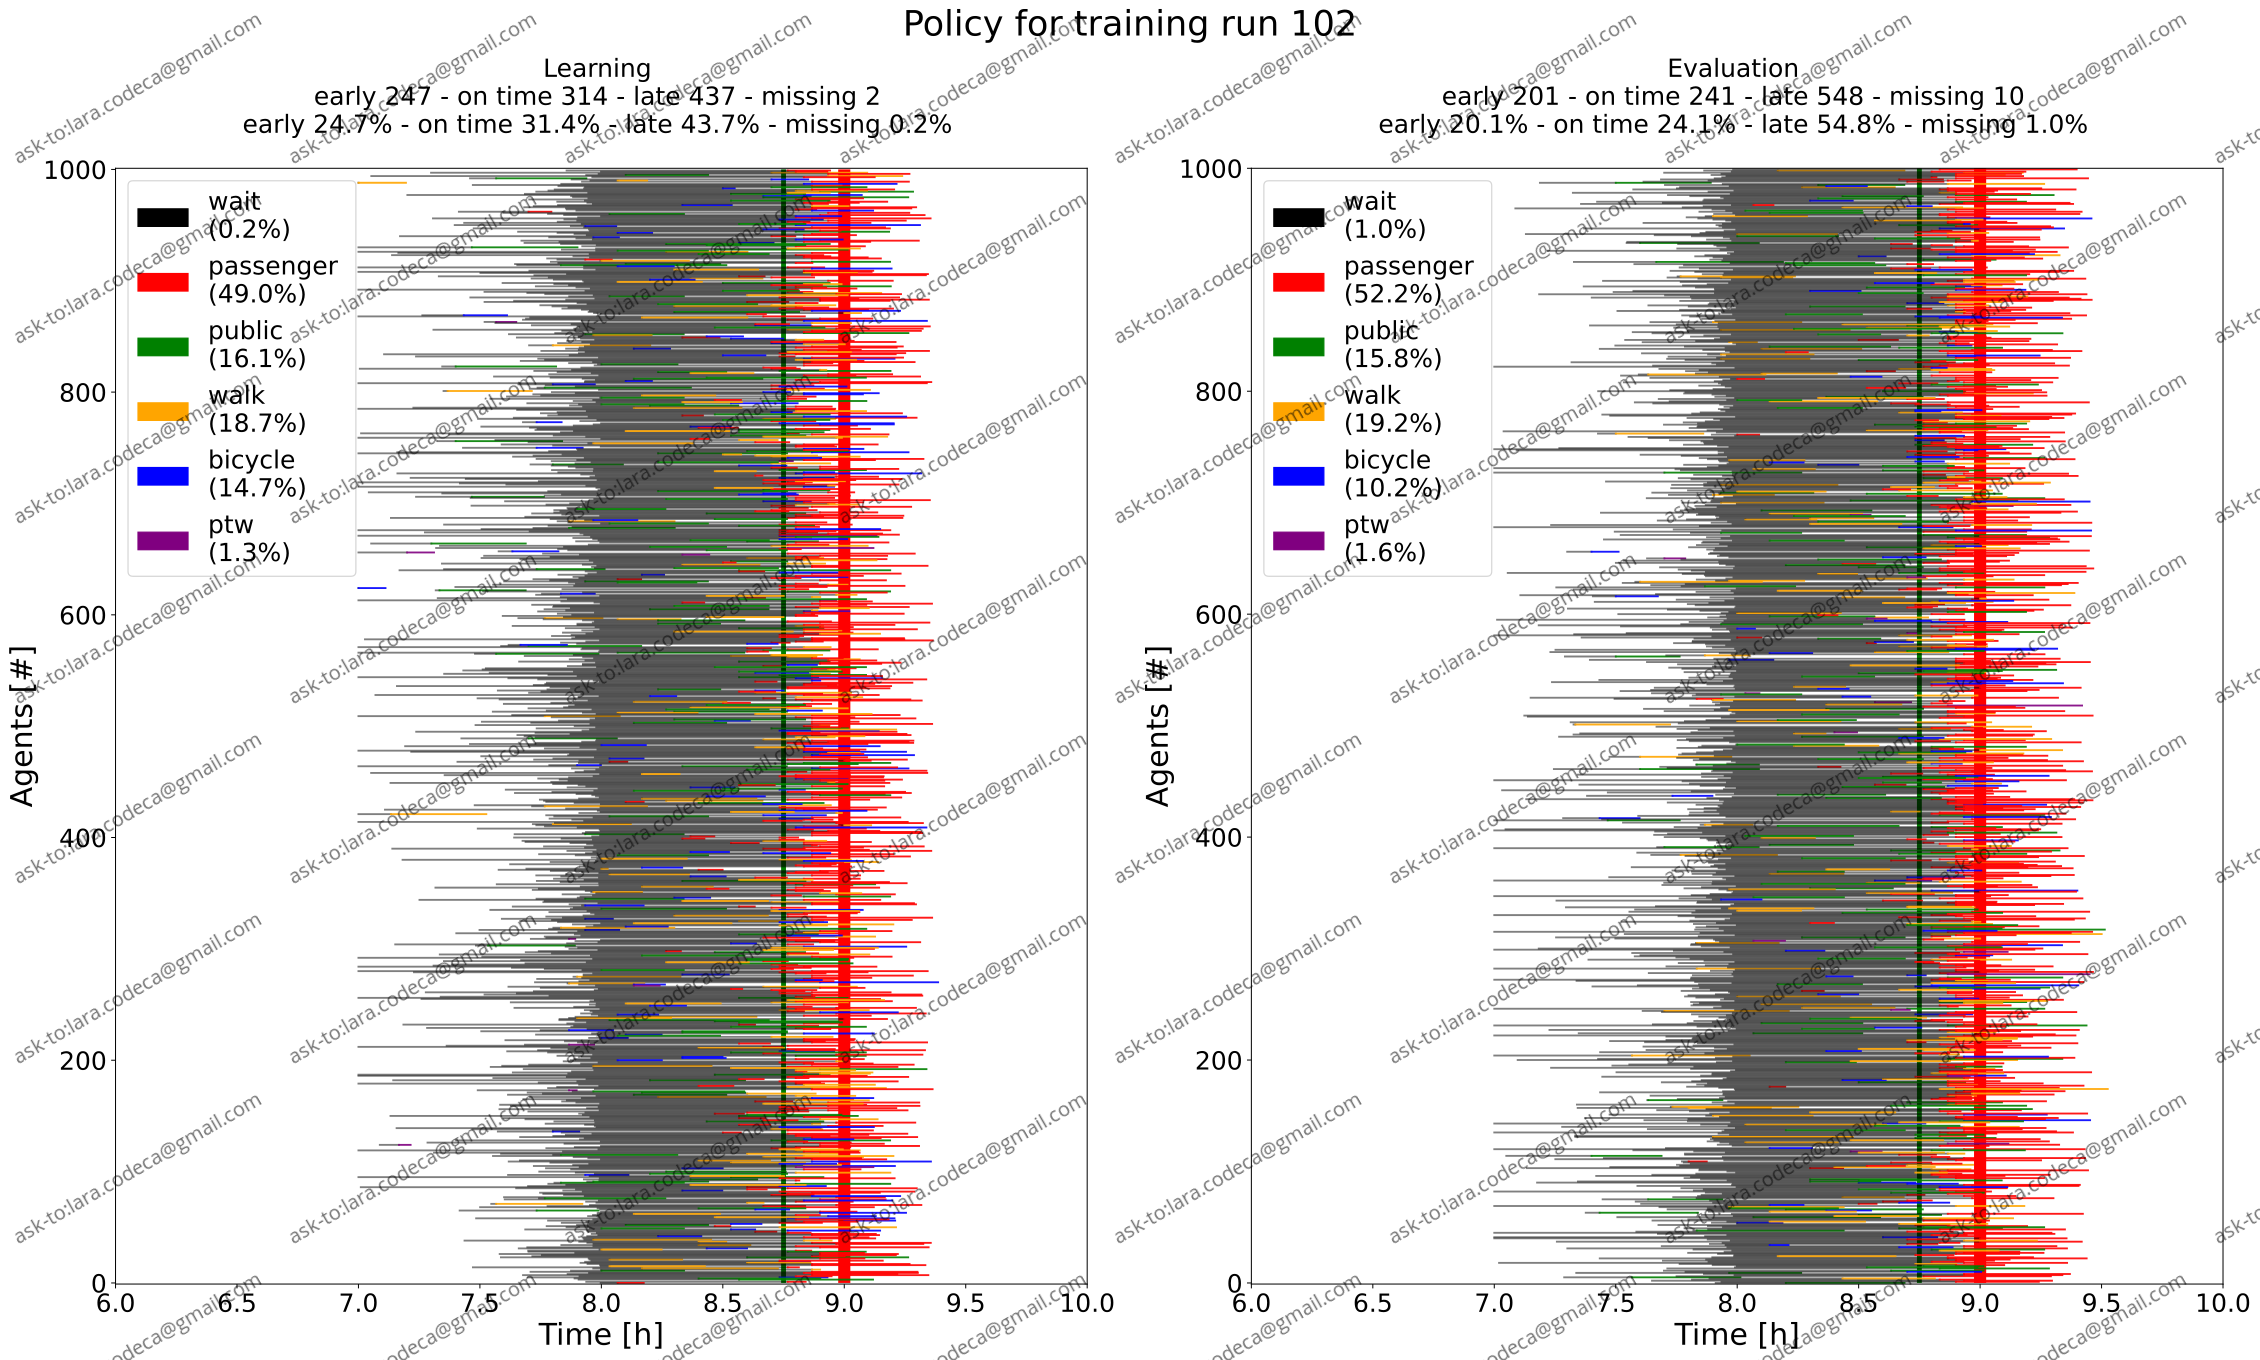 Policy for training run 102
Learning
early 247 - on time 314 - late 437 - missing 2
early 24.7% - on time 31.4% - late 43.7% - missing 0.2%
1000
800
600
400
200
0
Agents [#]
wait
(0.2%)
passenger
(49.0%)
public
(16.1%)
walk
(18.7%)
bicycle
(14.7%)
ptw
(1.3%)
6.0 6.5 7.0 7.5 8.0 8.5 9.0 9.5 10.0
Time [h]
Evaluation
early 201 - on time 241 - late 548 - missing 10
early 20.1% - on time 24.1% - late 54.8% - missing 1.0%
1000
800
600
400
200
0
Agents [#]
wait
(1.0%)
passenger
(52.2%)
public
(15.8%)
walk
(19.2%)
bicycle
(10.2%)
ptw
(1.6%)
6.0 6.5 7.0 7.5 8.0 8.5 9.0 9.5 10.0
Time [h]
ask-to:lara.codeca@gmail.com